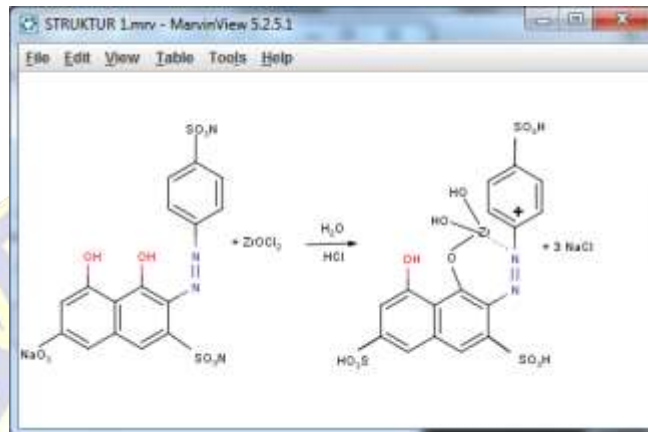 STRUKTUR 1.mrv - MarvinView 5.2.5.1
File Edit View Table Tools Help
SO₃N
SO₃H
HO
HO
Zr
+ ZrOCl₂
H₂O
HCl
+ 3 NaCl
OH OH
N
N
OH
O
N
N
NaO₃
SO₃N
HO₃S
SO₃H